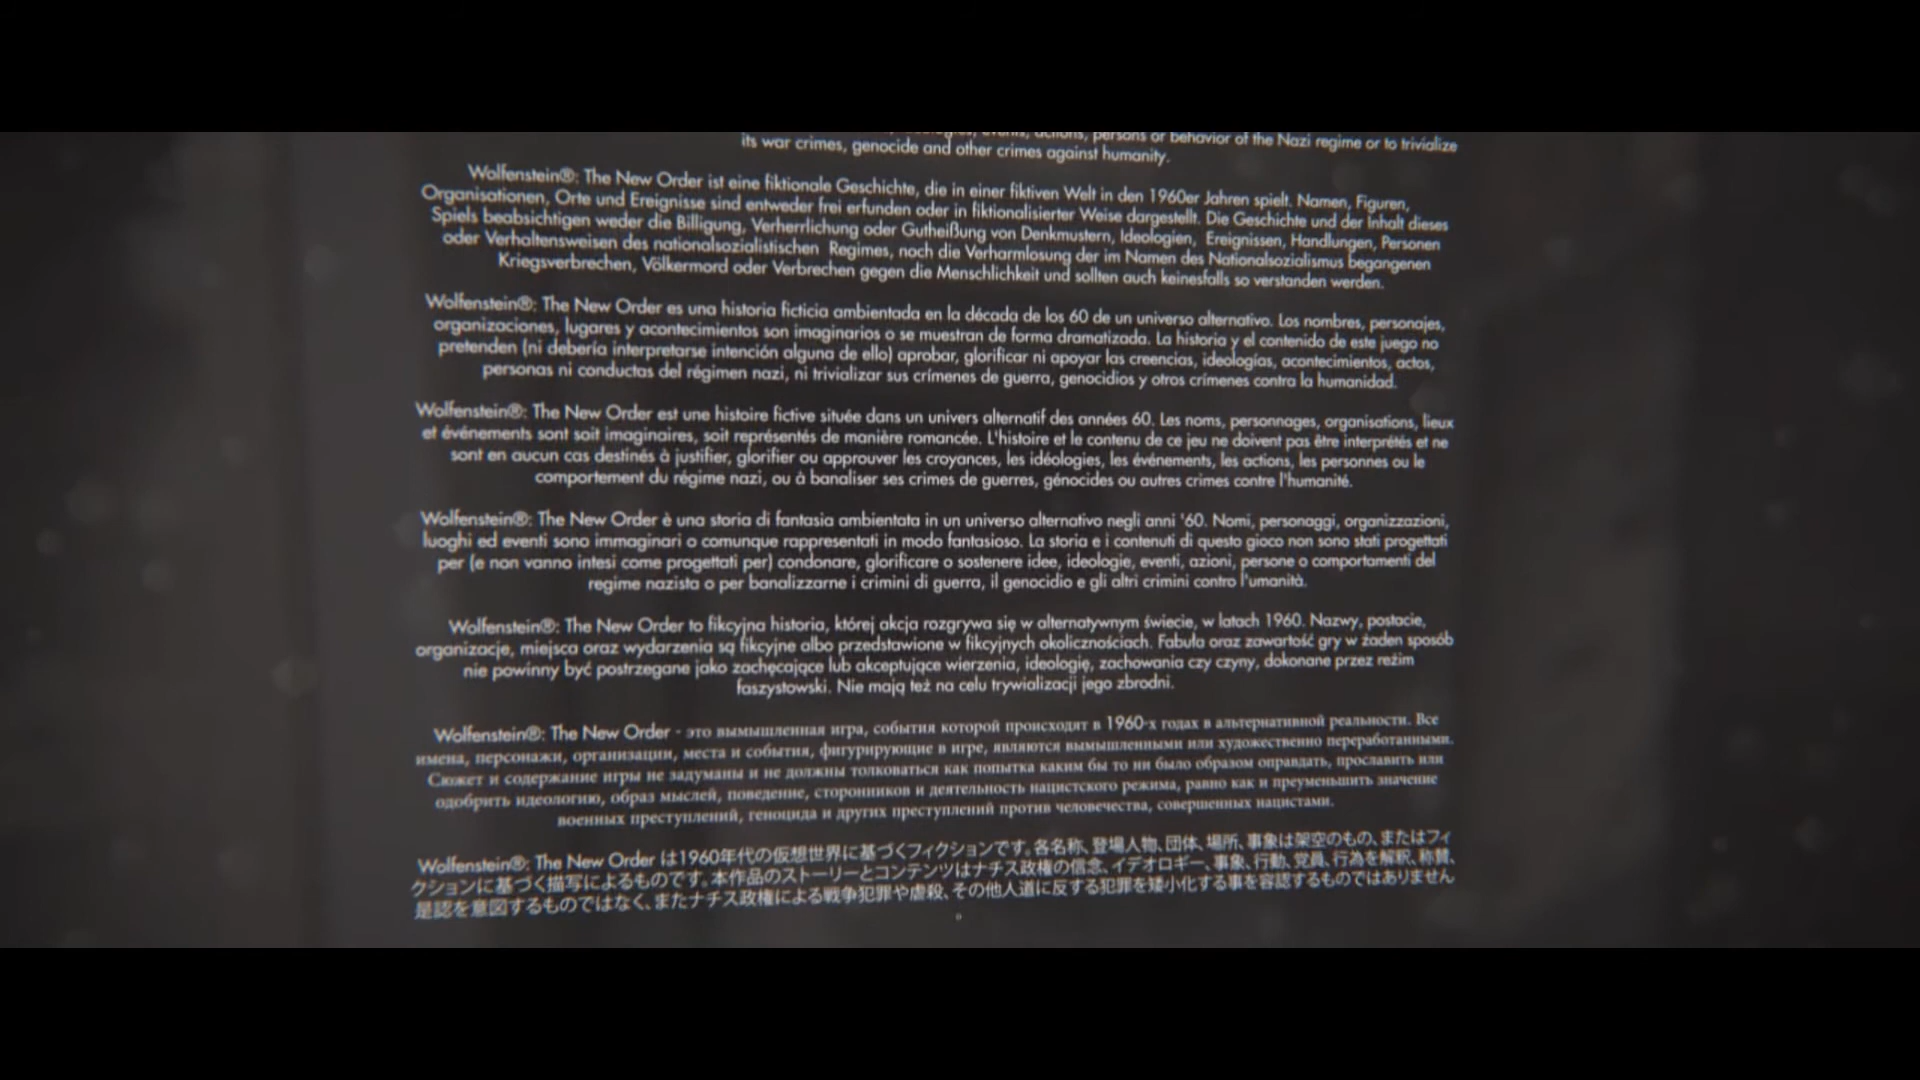 events, actions, persons or behavior of the Nazi regime or to trivialize
its war crimes, genocide and other crimes against humanity.
Wolfenstein®: The New Order ist eine fiktionale Geschichte, die in einer fiktiven Welt in den 1960er Jahren spielt. Namen, Figuren,
Organisationen, Orte und Ereignisse sind entweder frei erfunden oder in fiktionalisierter Weise dargestellt. Die Geschichte und der Inhalt dieses
Spiels beabsichtigen weder die Billigung, Verherrlichung oder Gutheißung von Denkmustern, Ideologien, Ereignissen, Handlungen, Personen
oder Verhaltensweisen des nationalsozialistischen Regimes, noch die Verharmlosung der im Namen des Nationalsozialismus begangenen
Kriegsverbrechen, Völkermord oder Verbrechen gegen die Menschlichkeit und sollten auch keinesfalls so verstanden werden.
Wolfenstein®: The New Order es una historia ficticia ambientada en la década de los 60 de un universo alternativo. Los nombres, personajes,
organizaciones, lugares y acontecimientos son imaginarios o se muestran de forma dramatizada. La historia y el contenido de este juego no
pretenden (ni debería interpretarse intención alguna de ello) aprobar, glorificar ni apoyar las creencias, ideologías, acontecimientos, actos,
personas ni conductas del régimen nazi, ni trivializar sus crímenes de guerra, genocidios y otros crímenes contra la humanidad.
Wolfenstein®: The New Order est une histoire fictive située dans un univers alternatif des années 60. Les noms, personnages, organisations, lieux
et événements sont soit imaginaires, soit représentés de manière romancée. L'histoire et le contenu de ce jeu ne doivent pas être interprétés et ne
sont en aucun cas destinés à justifier, glorifier ou approuver les croyances, les idéologies, les événements, les actions, les personnes ou le
comportement du régime nazi, ou à banaliser ses crimes de guerres, génocides ou autres crimes contre l'humanité.
Wolfenstein®: The New Order è una storia di fantasia ambientata in un universo alternativo negli anni '60. Nomi, personaggi, organizzazioni,
luoghi ed eventi sono immaginari o comunque rappresentati in modo fantasioso. La storia e i contenuti di questo gioco non sono stati progettati
per (e non vanno intesi come progettati per) condonare, glorificare o sostenere idee, ideologie, eventi, azioni, persone o comportamenti del
regime nazista o per banalizzarne i crimini di guerra, il genocidio e gli altri crimini contro l'umanità.
Wolfenstein®: The New Order to fikcyjna historia, której akcja rozgrywa się w alternatywnym świecie, w latach 1960. Nazwy, postacie,
organizacje, miejsca oraz wydarzenia są fikcyjne albo przedstawione w fikcyjnych okolicznościach. Fabuła oraz zawartość gry w żaden sposób
nie powinny być postrzegane jako zachęcające lub akceptujące wierzenia, ideologię, zachowania czy czyny, dokonane przez reżim
faszystowski. Nie mają też na celu trywializacji jego zbrodni.
Wolfenstein®: The New Order - это вымышленная игра, события которой происходят в 1960-х годах в альтернативной реальности. Все
имена, персонажи, организации, места и события, фигурирующие в игре, являются вымышленными или художественно переработанными.
Сюжет и содержание игры не задуманы и не должны толковаться как попытка каким бы то ни было образом оправдать, прославить или
одобрить идеологию, образ мыслей, поведение, сторонников и деятельность нацистского режима, равно как и преуменьшить значение
военных преступлений, геноцида и других преступлений против человечества, совершенных нацистами.
Wolfenstein®: The New Order は1960年代の仮想世界に基づくフィクションです。各名称、登場人物、団体、場所、事象は架空のもの、またはフィ
クションに基づく描写によるものです。本作品のストーリーとコンテンツはナチス政権の信念、イデオロギー、事象、行動、党員、行為を解釈、称賛、
是認を意図するものではなく、またナチス政権による戦争犯罪や虐殺、その他人道に反する犯罪を矮小化する事を容認するものではありません
。